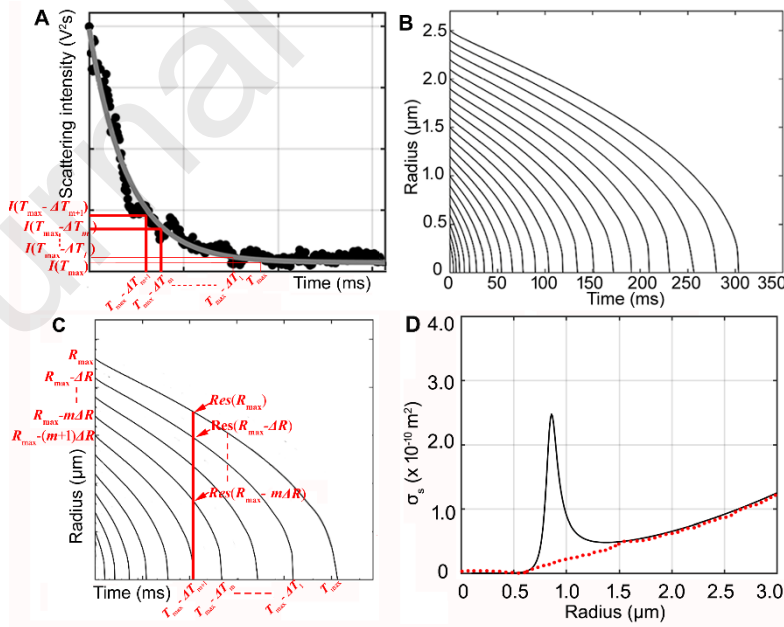 urnal
A
Scattering intensity (V²s)
I(Tmax- ΔTm+1)
I(Tmax-ΔTm)
I(Tmax-ΔT1)
I(Tmax)
Tmax- ΔTm+1
Tmax- ΔTm
Tmax- ΔT1
Tmax
Time (ms)
B
Radius (µm)
2.5
2.0
1.5
1.0
0.5
0
0 50 100 150 200 250 300 350
Time (ms)
C
Radius (µm)
Rmax
Rmax-ΔR
Rmax-mΔR
Rmax-(m+1)ΔR
Res(Rmax)
Res(Rmax-ΔR)
Res(Rmax- mΔR)
Time (ms)
Tmax- ΔTm+1
Tmax- ΔTm
Tmax- ΔT1
Tmax
D
σs (x 10⁻¹⁰ m²)
4.0
3.0
2.0
1.0
0
0 0.5 1.0 1.5 2.0 2.5 3.0
Radius (µm)